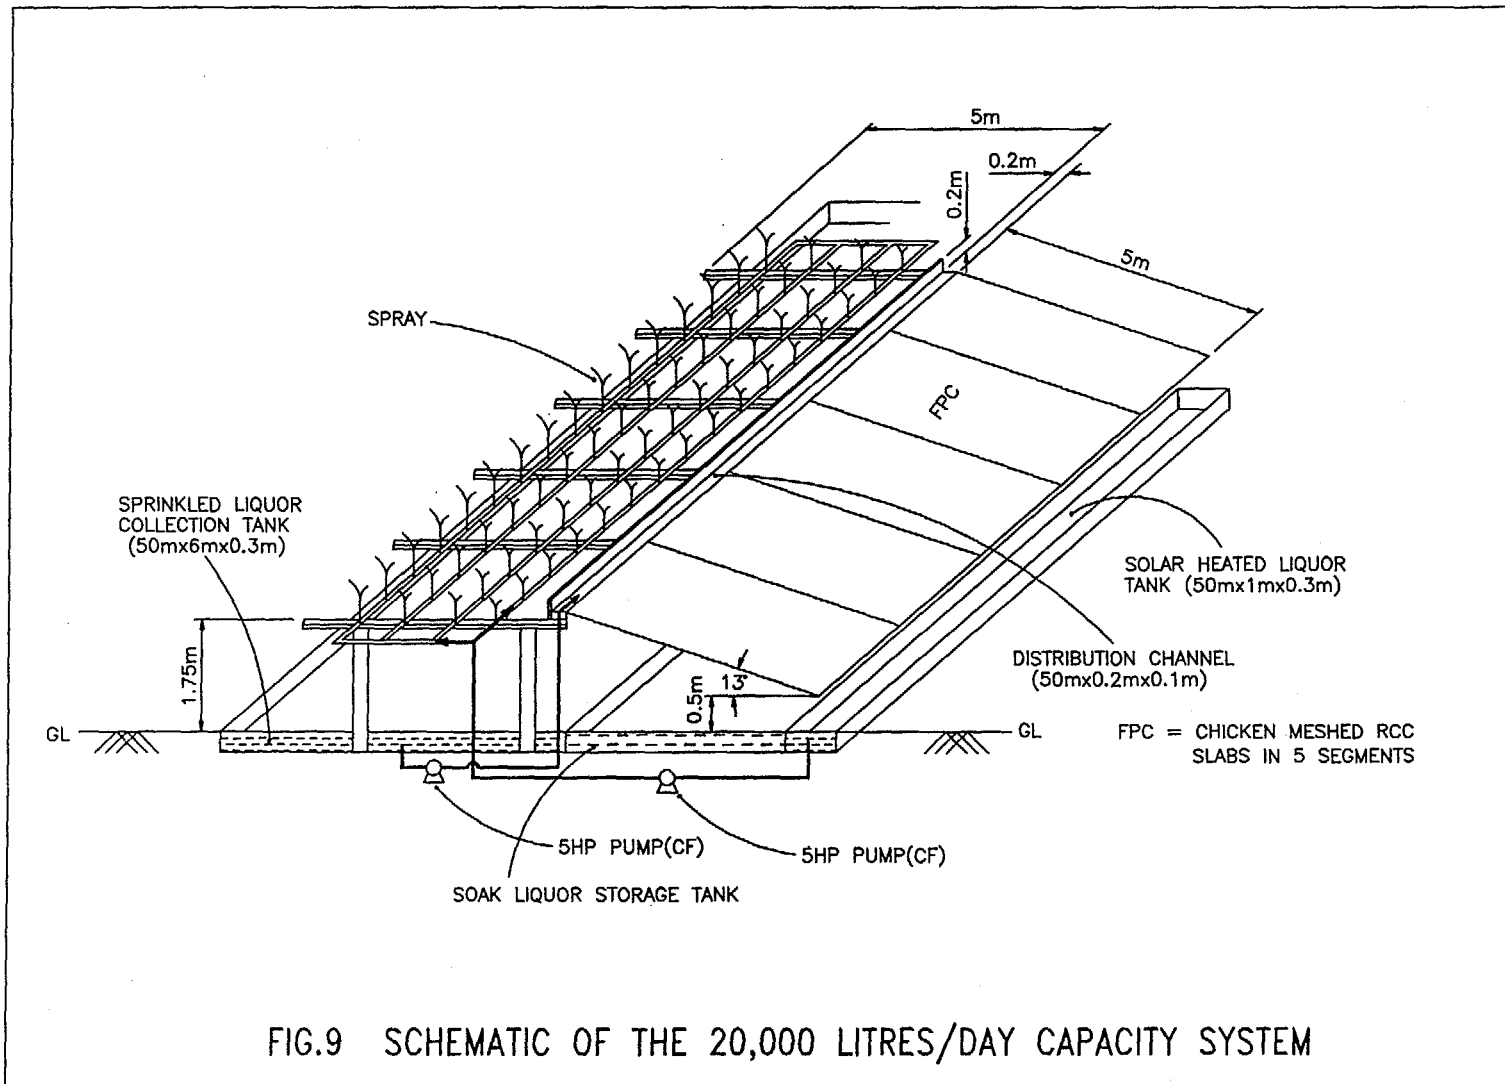 5m
0.2m
0.2m
5m
SPRAY
FPC
SPRINKLED LIQUOR
COLLECTION TANK
(50mx6mx0.3m)
SOLAR HEATED LIQUOR
TANK (50mx1mx0.3m)
DISTRIBUTION CHANNEL
(50mx0.2mx0.1m)
1.75m
13°
0.5m
GL
GL
FPC = CHICKEN MESHED RCC
SLABS IN 5 SEGMENTS
5HP PUMP(CF)
5HP PUMP(CF)
SOAK LIQUOR STORAGE TANK
FIG.9 SCHEMATIC OF THE 20,000 LITRES/DAY CAPACITY SYSTEM